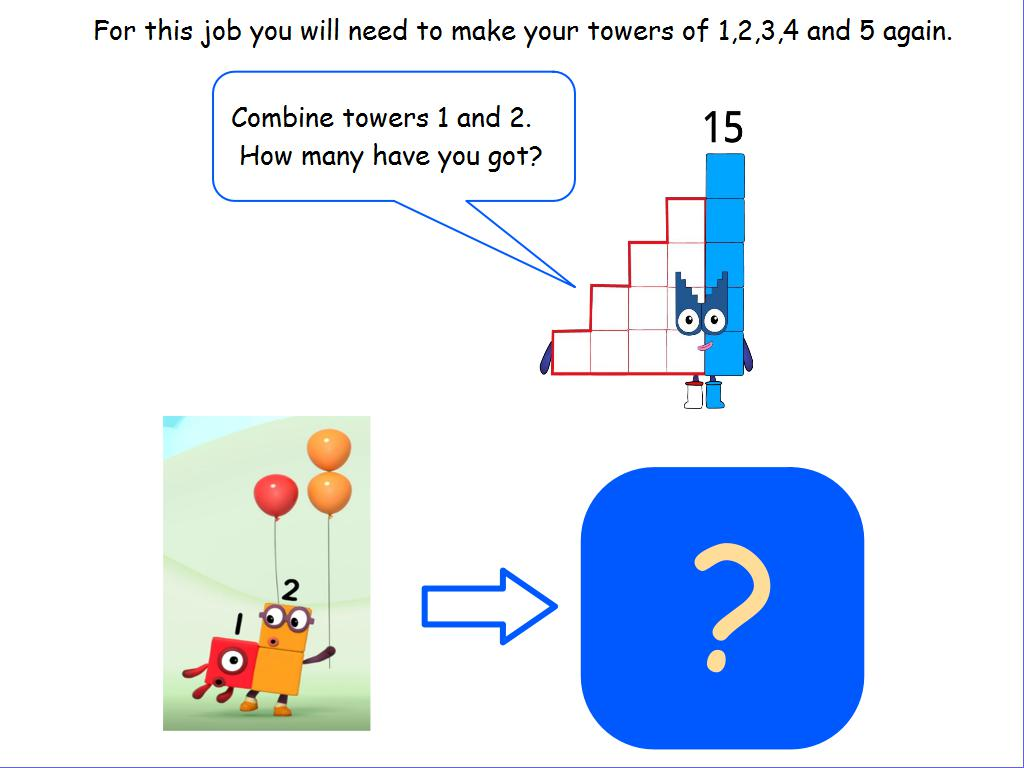 For this job you will need to make your towers of 1,2,3,4 and 5 again.
Combine towers 1 and 2.
How many have you got?
15
2
1
?